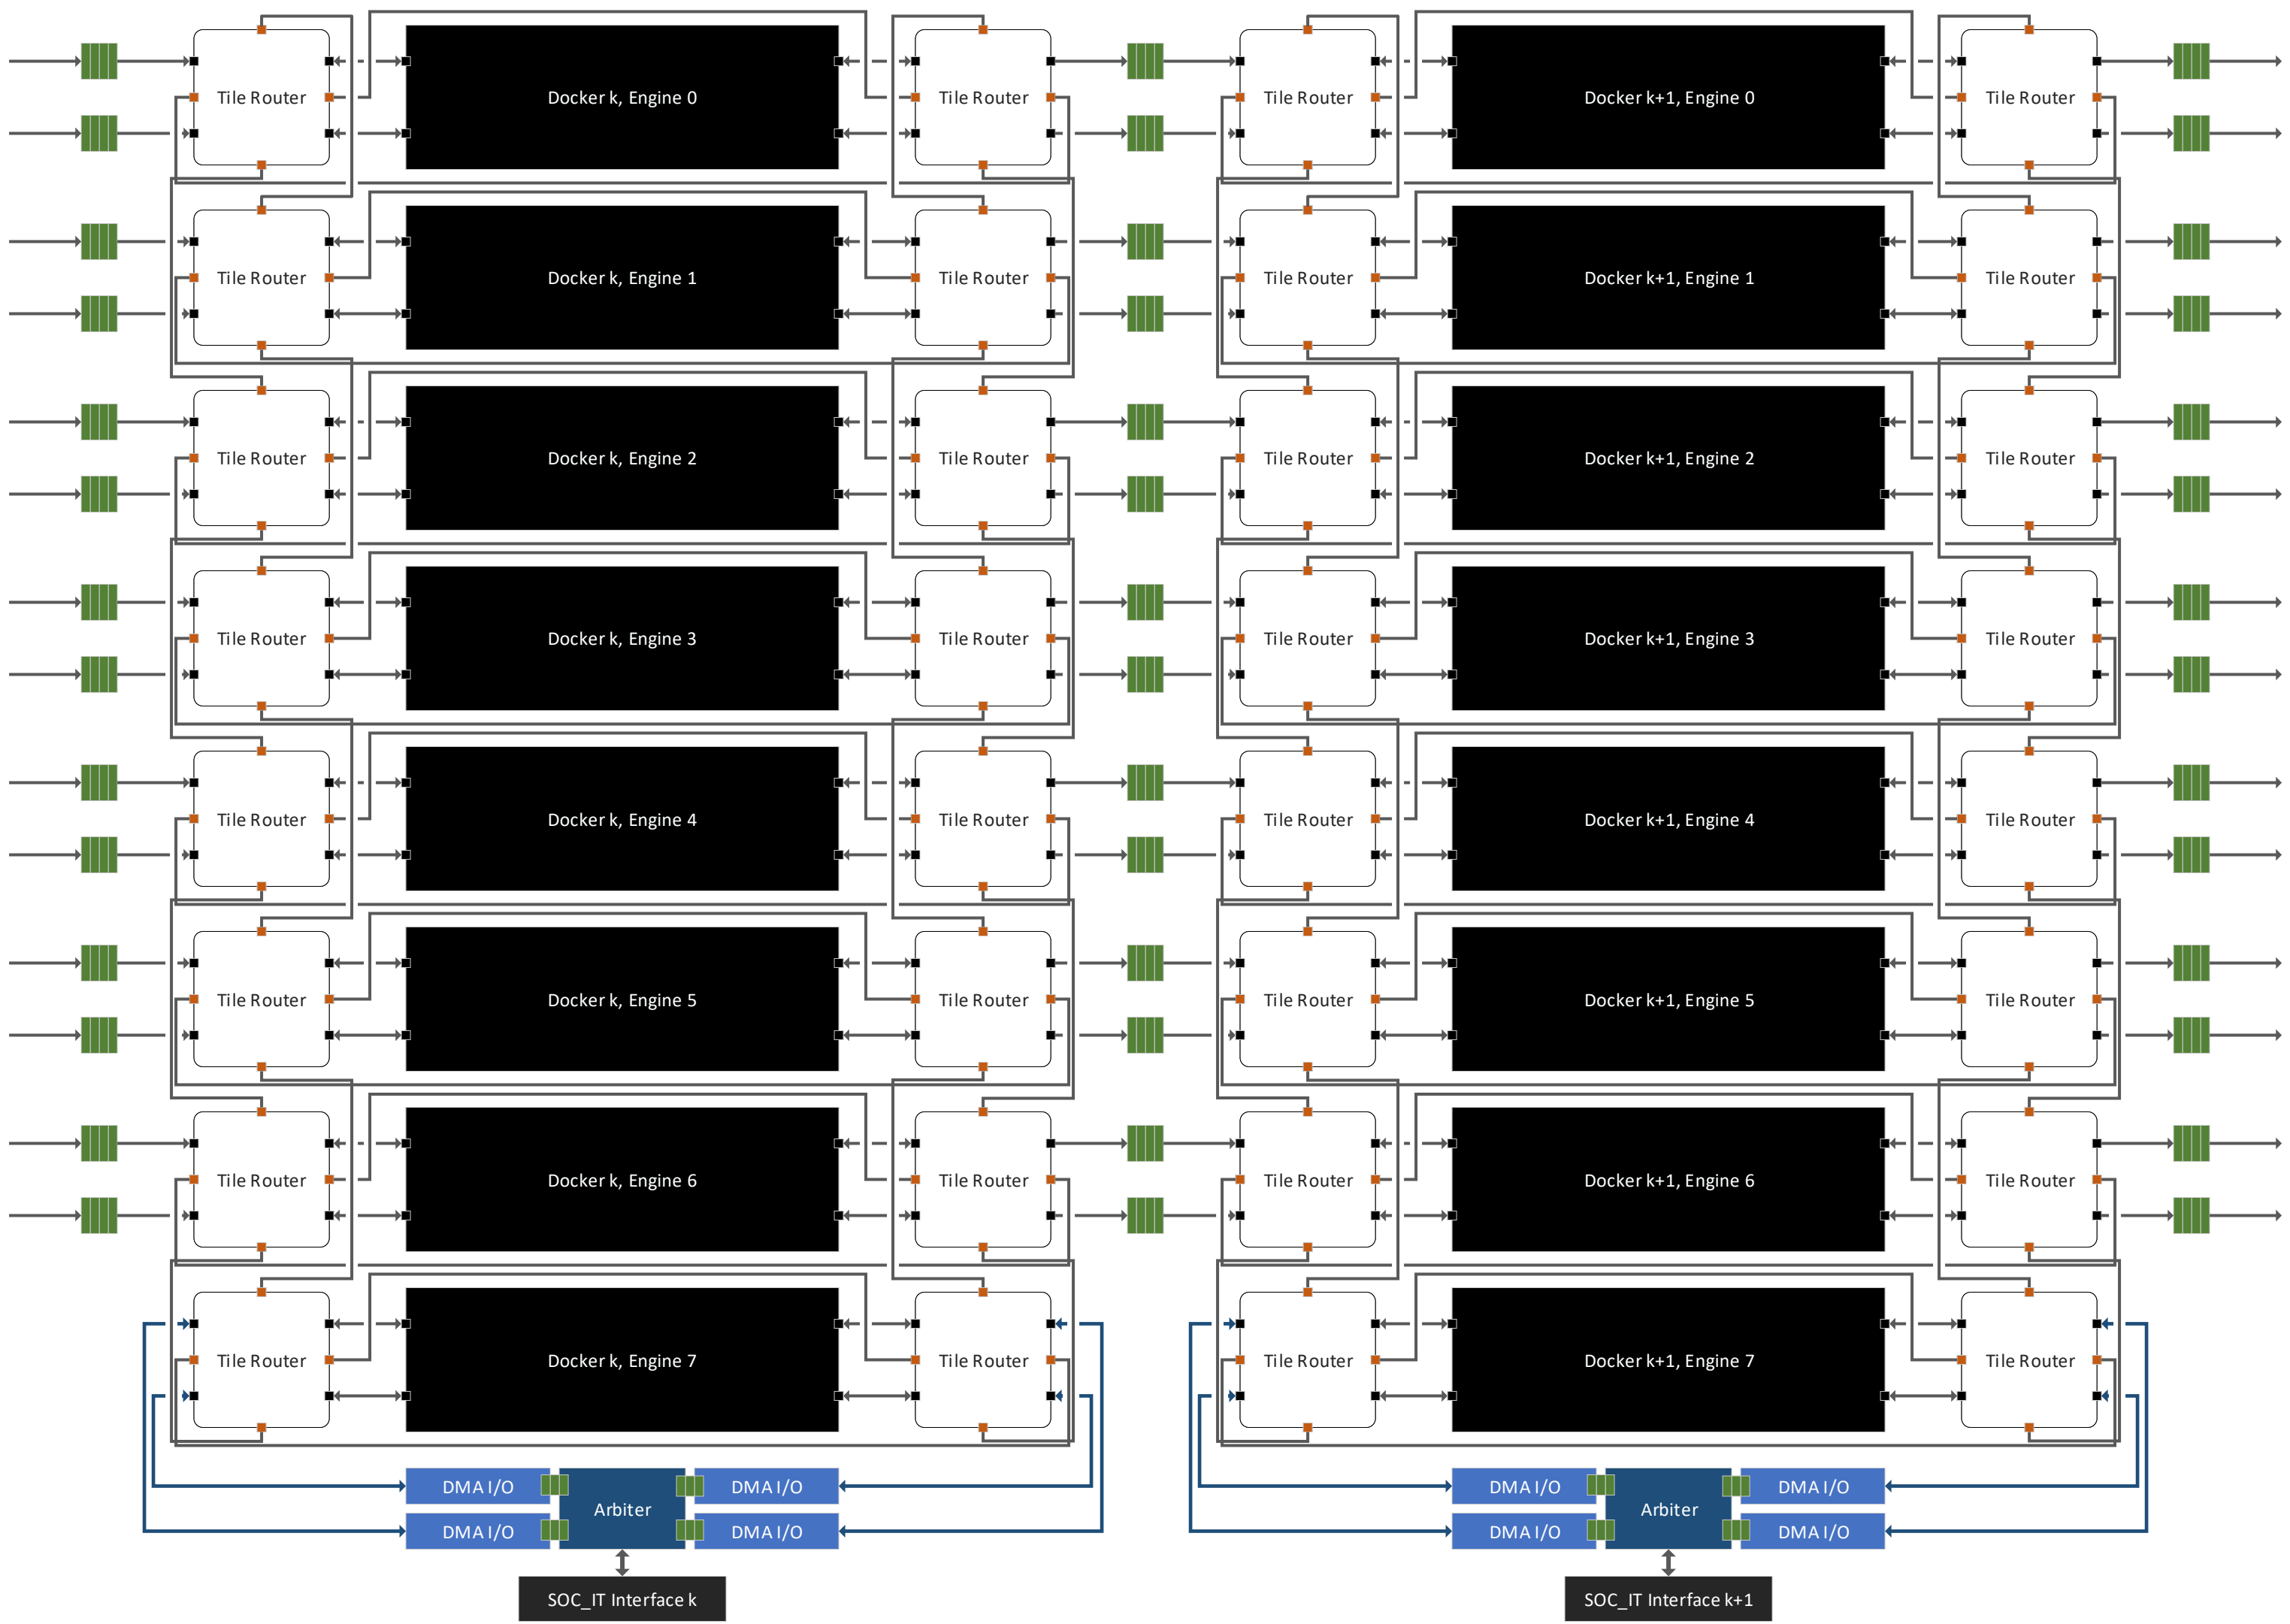 Tile Router
Docker k, Engine 0
Tile Router
Tile Router
Docker k+1, Engine 0
Tile Router
Tile Router
Docker k, Engine 1
Tile Router
Tile Router
Docker k+1, Engine 1
Tile Router
Tile Router
Docker k, Engine 2
Tile Router
Tile Router
Docker k+1, Engine 2
Tile Router
Tile Router
Docker k, Engine 3
Tile Router
Tile Router
Docker k+1, Engine 3
Tile Router
Tile Router
Docker k, Engine 4
Tile Router
Tile Router
Docker k+1, Engine 4
Tile Router
Tile Router
Docker k, Engine 5
Tile Router
Tile Router
Docker k+1, Engine 5
Tile Router
Tile Router
Docker k, Engine 6
Tile Router
Tile Router
Docker k+1, Engine 6
Tile Router
Tile Router
Docker k, Engine 7
Tile Router
Tile Router
Docker k+1, Engine 7
Tile Router
DMA I/O
DMA I/O
Arbiter
DMA I/O
DMA I/O
SOC_IT Interface k
DMA I/O
DMA I/O
Arbiter
DMA I/O
DMA I/O
SOC_IT Interface k+1